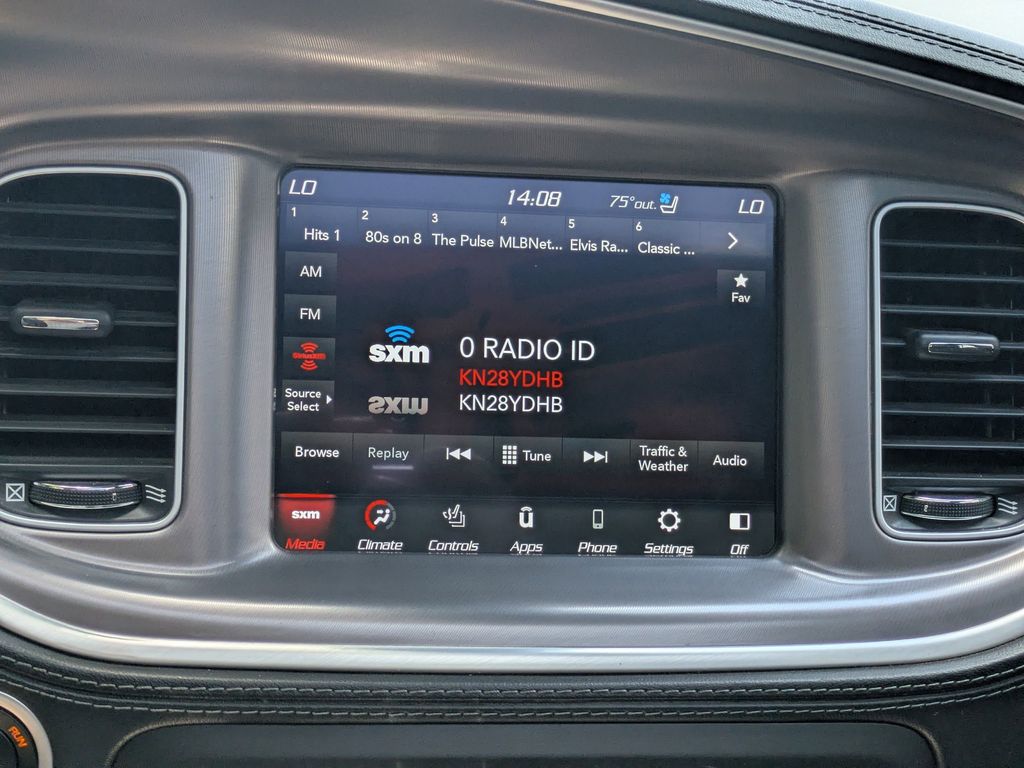 LO 14:08 75°out. LO
1 2 3 4 5 6
Hits 1 80s on 8 The Pulse MLBNet... Elvis Ra... Classic ...
AM
Fav
FM
SiriusXM
sxm 0 RADIO ID
KN28YDHB
Source
Select
KN28YDHB
Browse Replay Tune Traffic &
Weather Audio
sxm
Media Climate Controls Apps Phone Settings Off
RUN